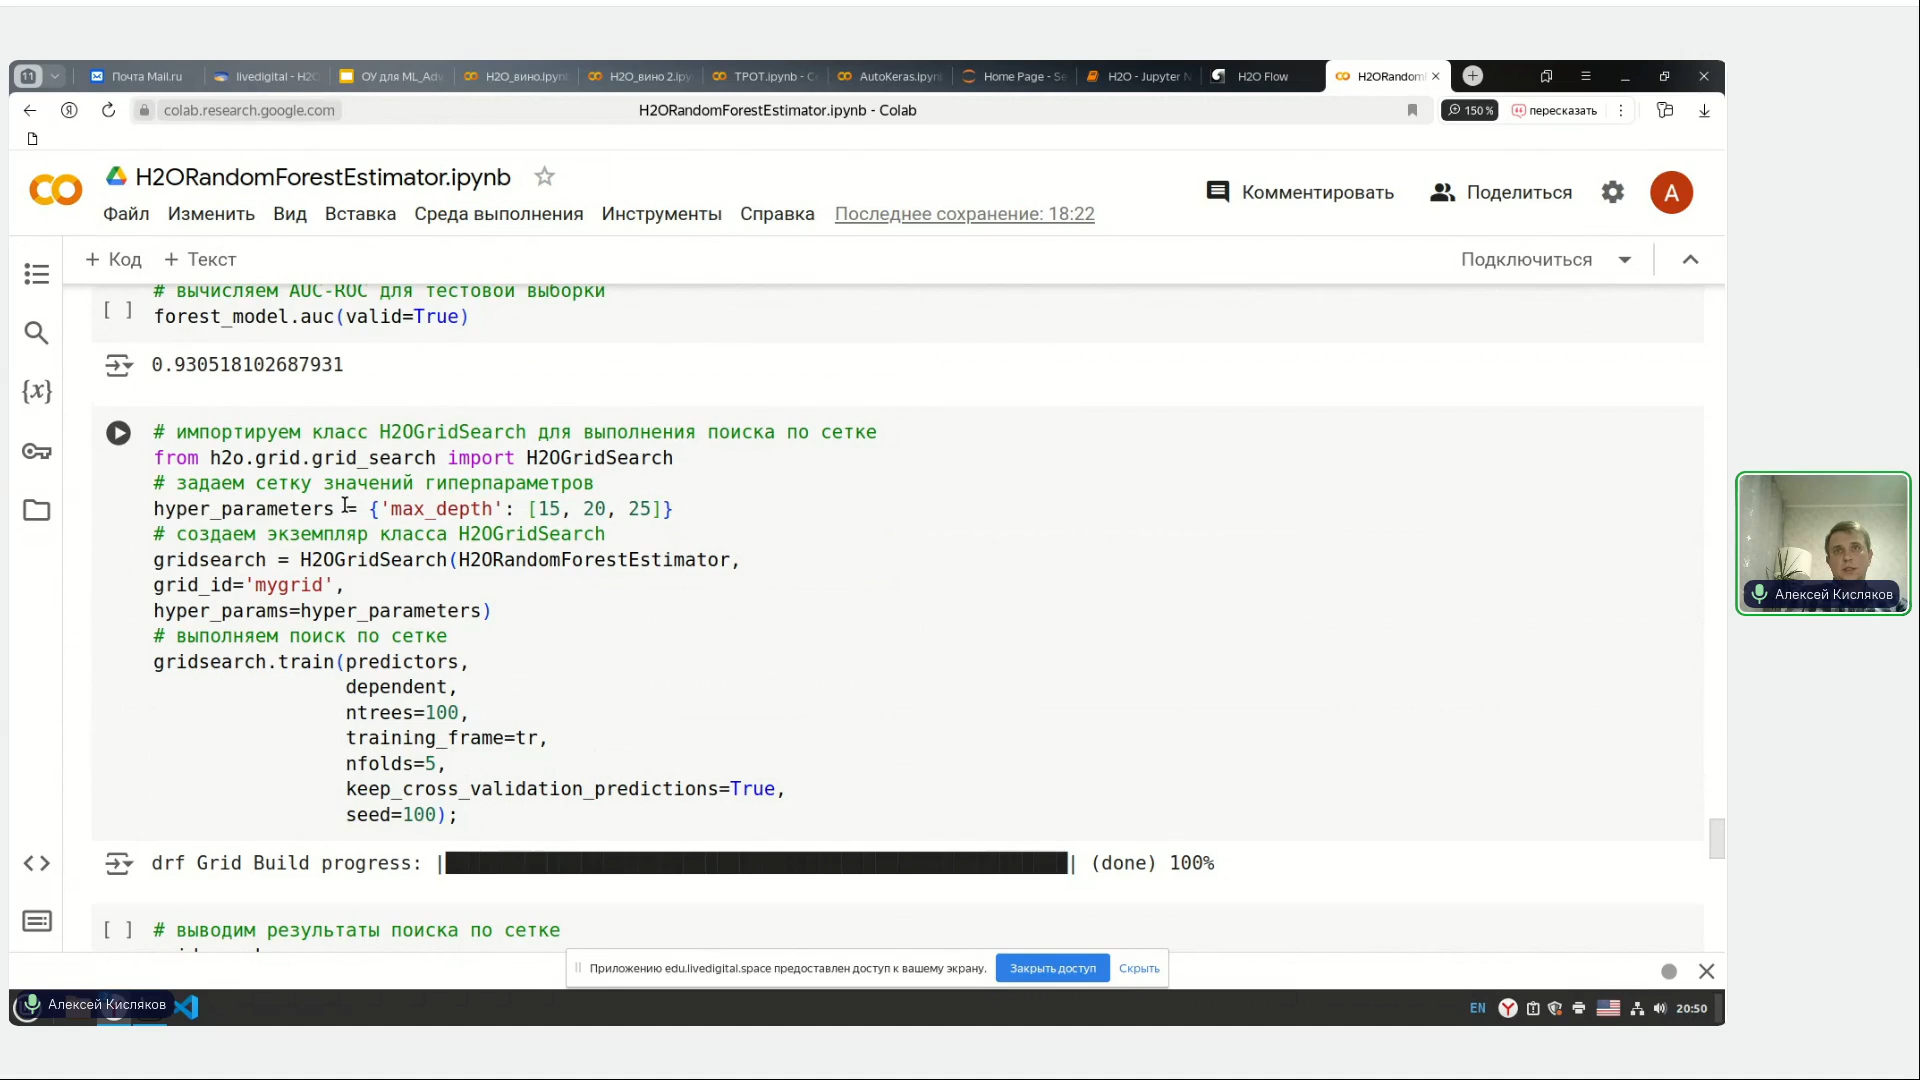 11
Почта Mail.ru
livedigital - H2O
ОУ для ML_Adv
H2O_вино.ipynb
H2O_вино 2.ipy
TPOT.ipynb - C
AutoKeras.ipyn
Home Page - Se
H2O - Jupyter N
H2O Flow
H2ORandom
colab.research.google.com
H2ORandomForestEstimator.ipynb - Colab
150 %
пересказать
H2ORandomForestEstimator.ipynb
Комментировать
Поделиться
A
Файл Изменить Вид Вставка Среда выполнения Инструменты Справка Последнее сохранение: 18:22
+ Код + Текст
Подключиться
# вычисляем AUC-ROC для тестовой выборки
[ ] forest_model.auc(valid=True)
0.930518102687931
# импортируем класс H2OGridSearch для выполнения поиска по сетке
from h2o.grid.grid_search import H2OGridSearch
# задаем сетку значений гиперпараметров
hyper_parameters = {'max_depth': [15, 20, 25]}
# создаем экземпляр класса H2OGridSearch
gridsearch = H2OGridSearch(H2ORandomForestEstimator,
grid_id='mygrid',
hyper_params=hyper_parameters)
# выполняем поиск по сетке
gridsearch.train(predictors,
dependent,
ntrees=100,
training_frame=tr,
nfolds=5,
keep_cross_validation_predictions=True,
seed=100);
drf Grid Build progress: |██████████████████████████████████████████████████████| (done) 100%
[ ] # выводим результаты поиска по сетке
Приложению edu.livedigital.space предоставлен доступ к вашему экрану.
Закрыть доступ
Скрыть
Алексей Кисляков
EN
20:50
Алексей Кисляков